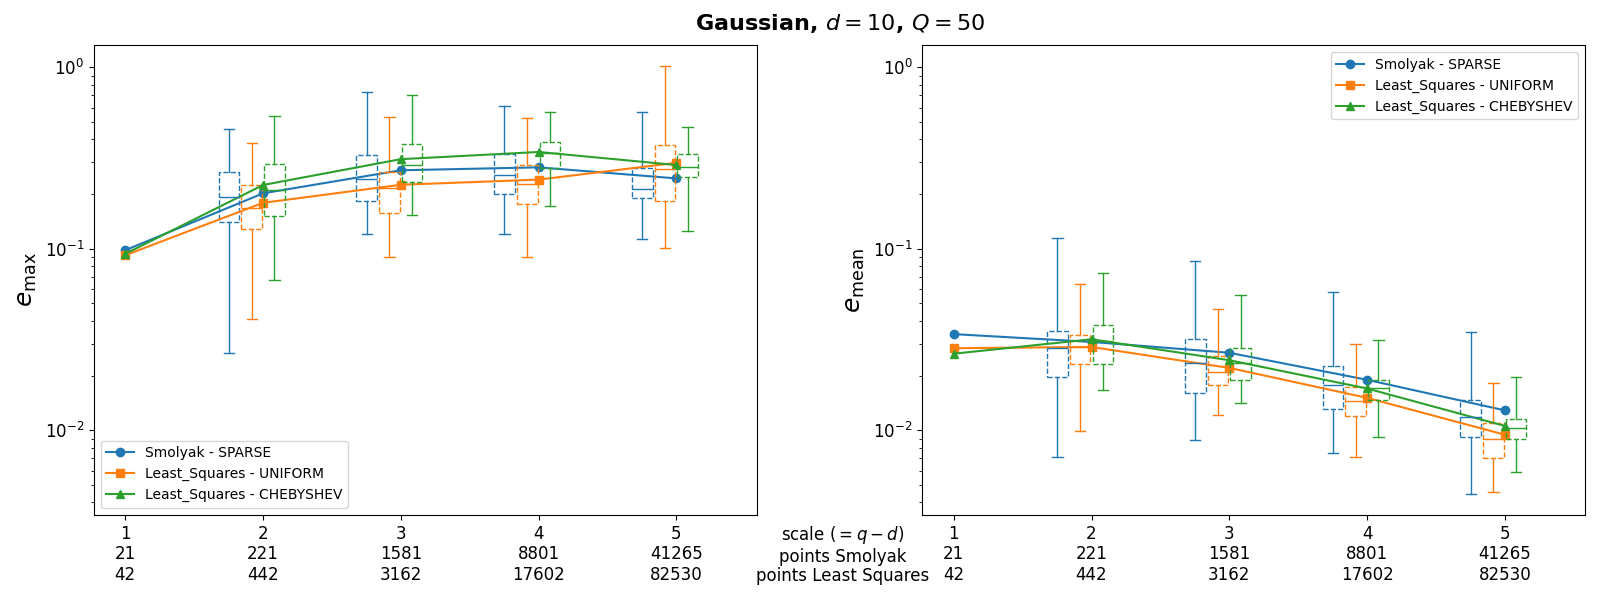 Gaussian, d = 10, Q = 50
10⁰
10⁻¹
10⁻²
e_max
Smolyak - SPARSE
Least_Squares - UNIFORM
Least_Squares - CHEBYSHEV
10⁰
10⁻¹
10⁻²
e_mean
Smolyak - SPARSE
Least_Squares - UNIFORM
Least_Squares - CHEBYSHEV
1 2 3 4 5 scale (= q − d) 1 2 3 4 5
21 221 1581 8801 41265 points Smolyak 21 221 1581 8801 41265
42 442 3162 17602 82530 points Least Squares 42 442 3162 17602 82530